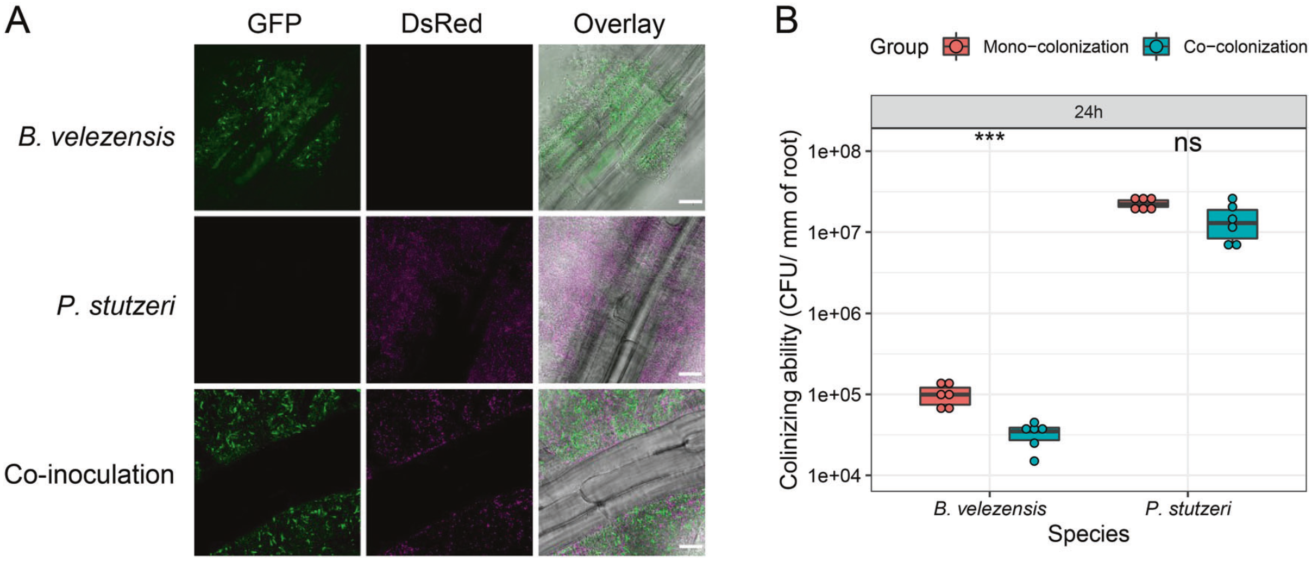 A
GFP DsRed Overlay
B. velezensis
P. stutzeri
Co-inoculation
B
Group Mono-colonization Co-colonization
24h
*** ns
Colinizing ability (CFU/ mm of root)
1e+08
1e+07
1e+06
1e+05
1e+04
B. velezensis P. stutzeri
Species